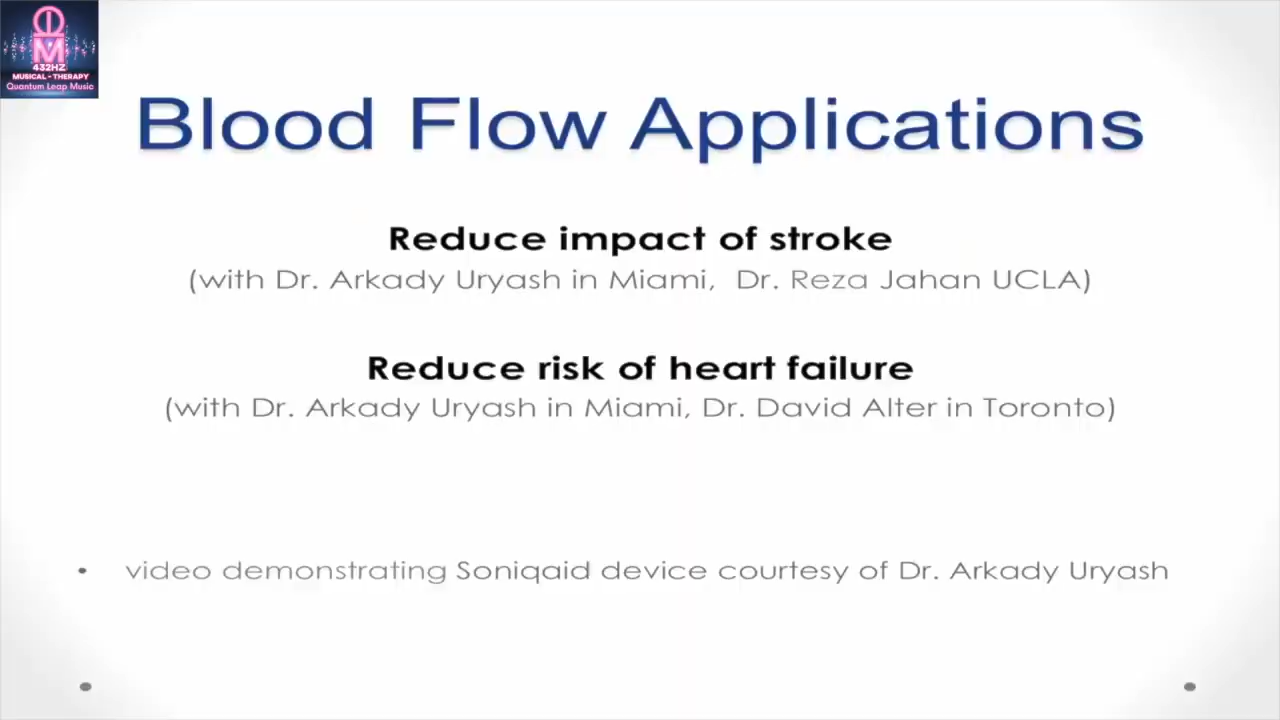 432HZ
MUSICAL - THERAPY
Quantum Leap Music
Blood Flow Applications
Reduce impact of stroke
(with Dr. Arkady Uryash in Miami, Dr. Reza Jahan UCLA)
Reduce risk of heart failure
(with Dr. Arkady Uryash in Miami, Dr. David Alter in Toronto)
• video demonstrating Soniqaid device courtesy of Dr. Arkady Uryash